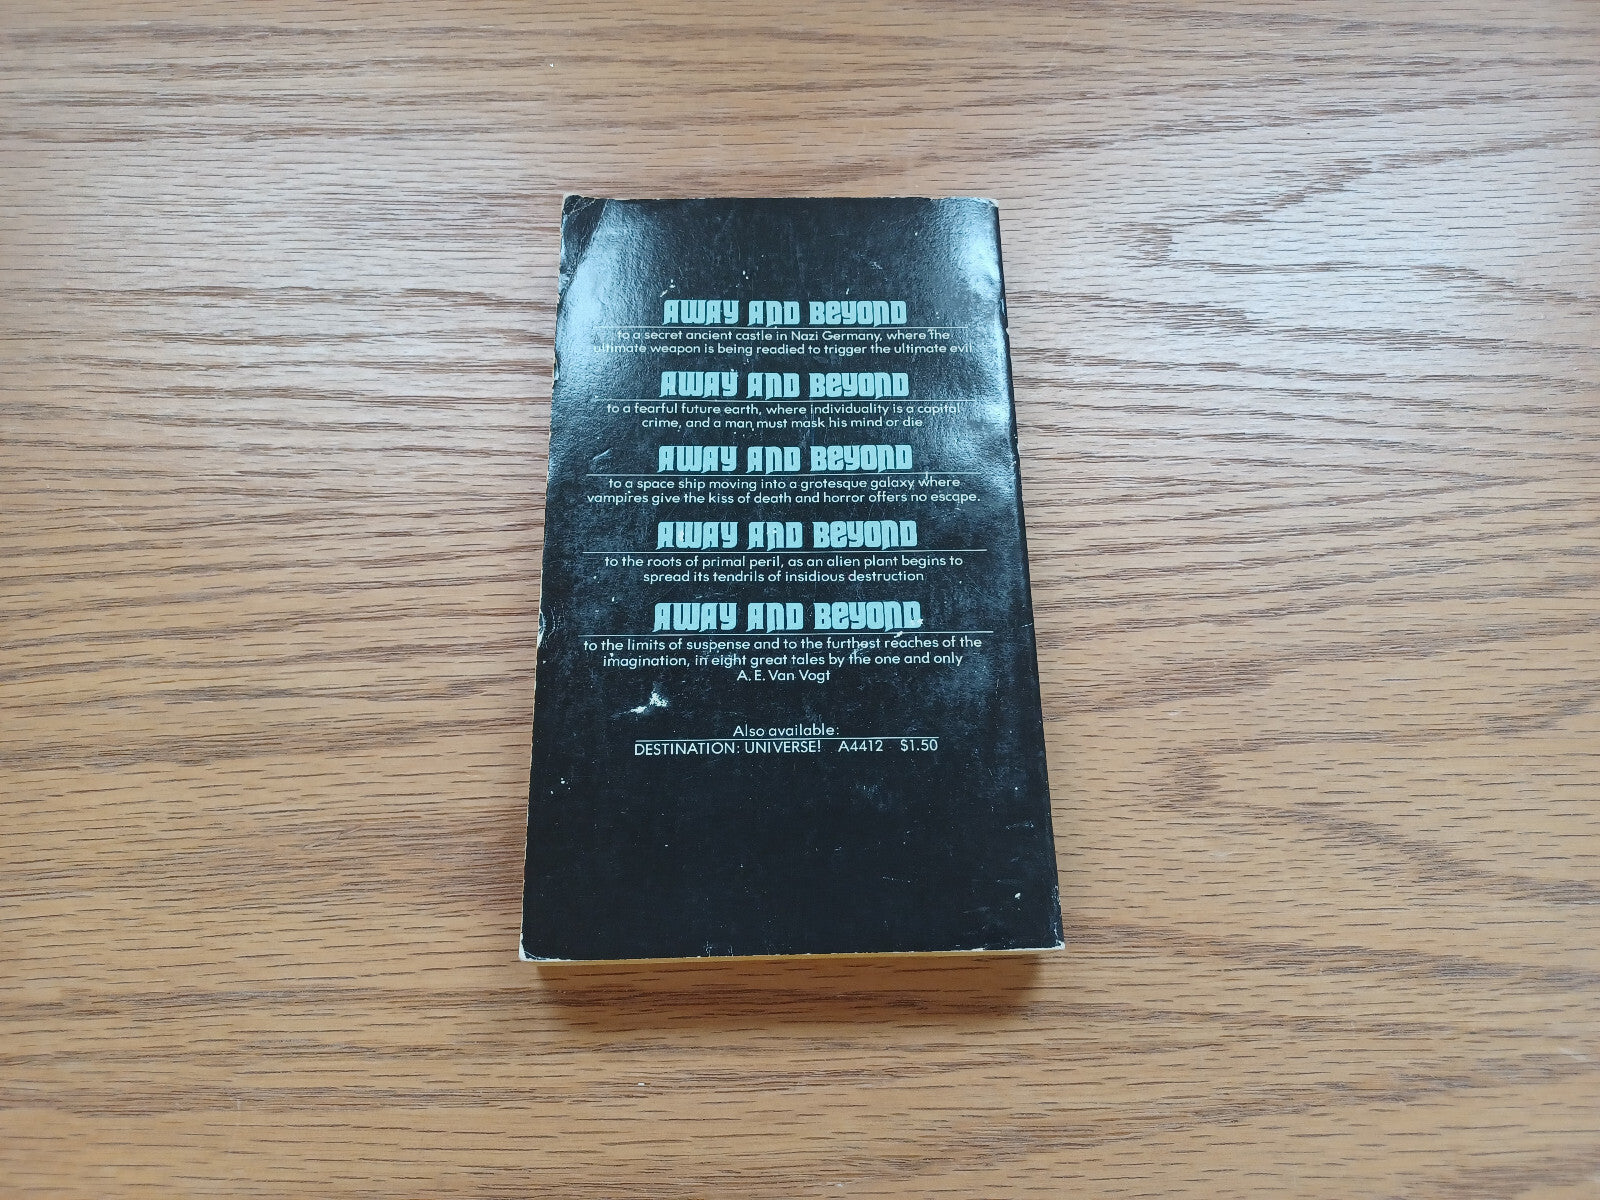 AWAY AND BEYOND
to a secret ancient castle in Nazi Germany, where the
ultimate weapon is being readied to trigger the ultimate evil
AWAY AND BEYOND
to a fearful future earth, where individuality is a capital
crime, and a man must mask his mind or die
AWAY AND BEYOND
to a space ship moving into a grotesque galaxy where
vampires give the kiss of death and horror offers no escape.
AWAY AND BEYOND
to the roots of primal peril, as an alien plant begins to
spread its tendrils of insidious destruction
AWAY AND BEYOND
to the limits of suspense and to the furthest reaches of the
imagination, in eight great tales by the one and only
A. E. Van Vogt
Also available:
DESTINATION: UNIVERSE! A4412 $1.50